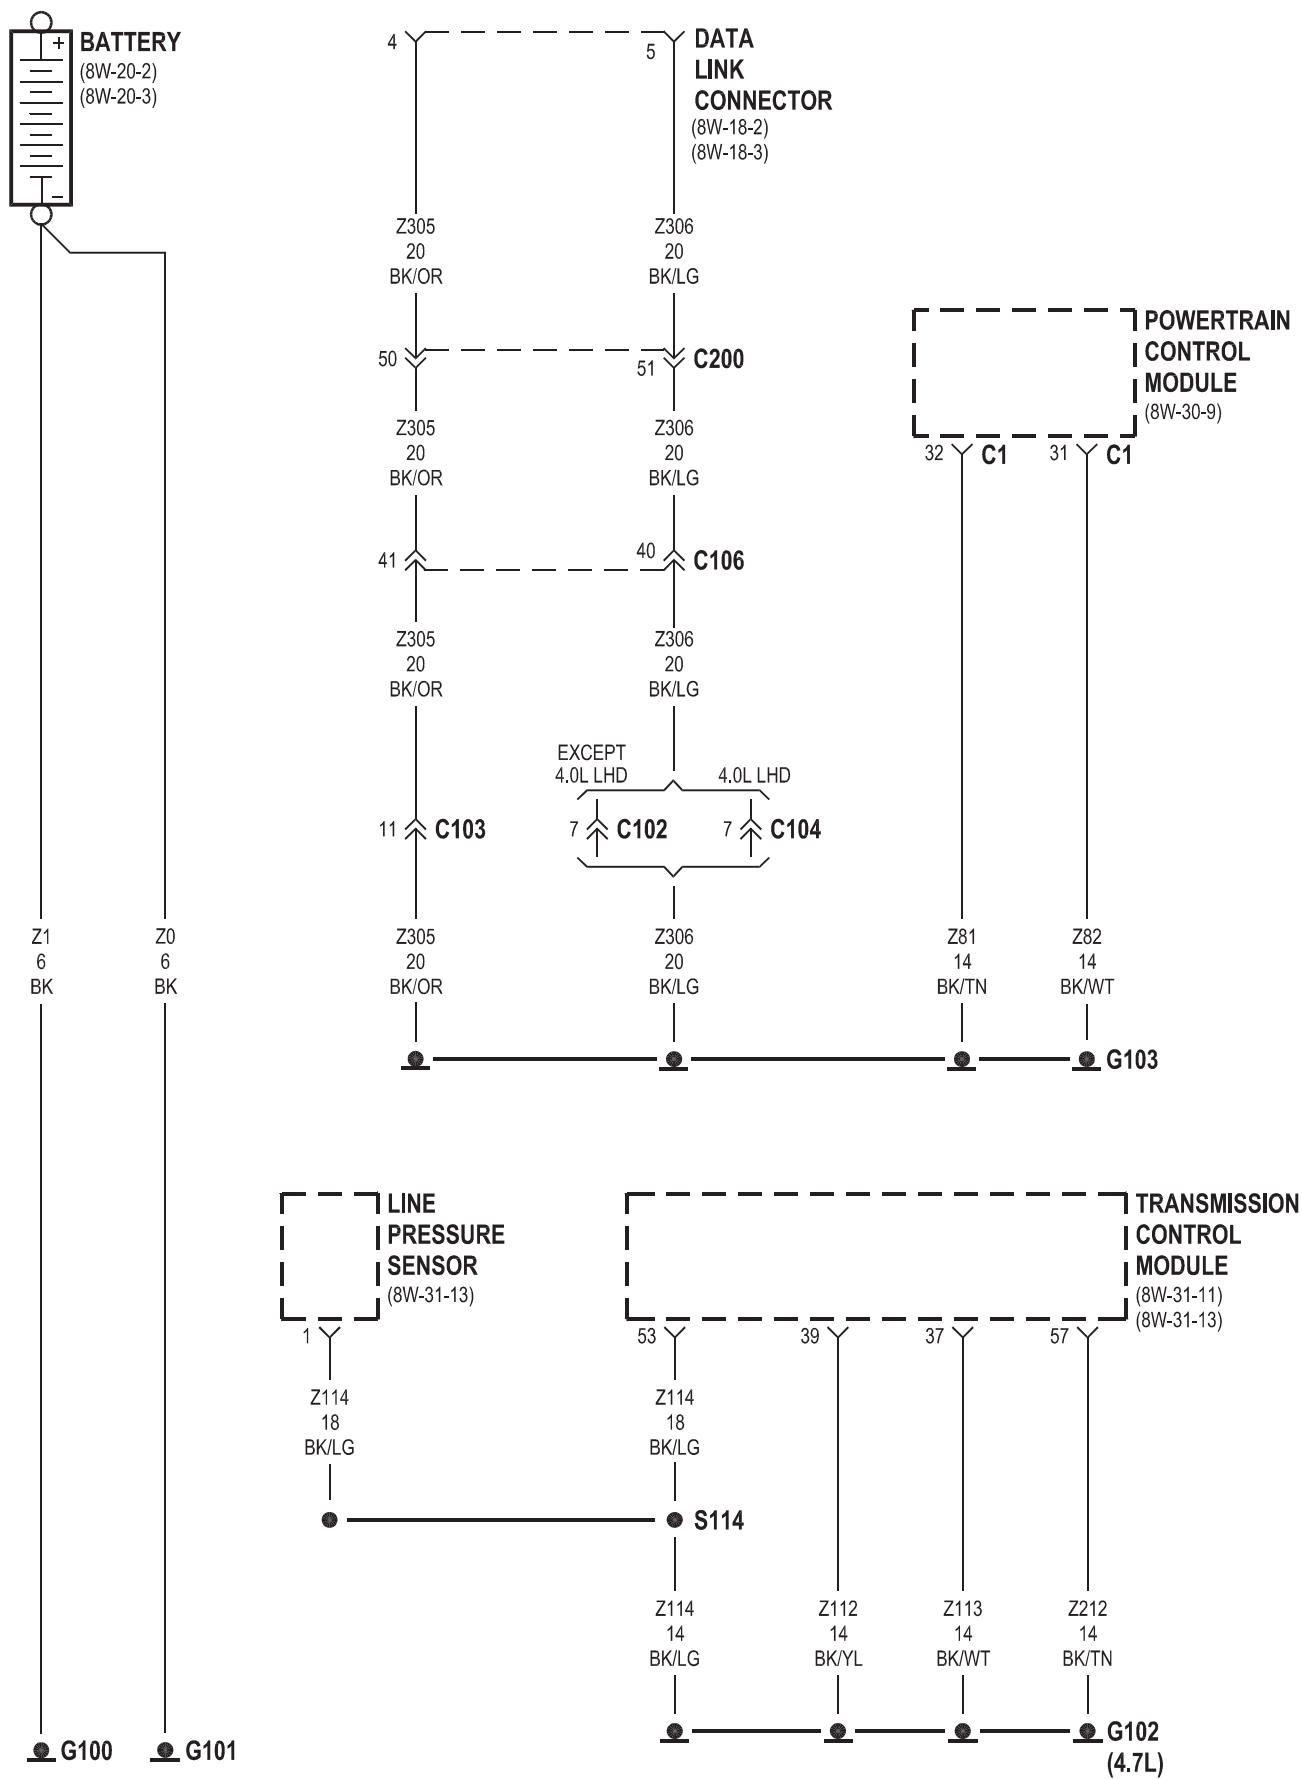 +
BATTERY
(8W-20-2)
(8W-20-3)
–
4
5
DATA
LINK
CONNECTOR
(8W-18-2)
(8W-18-3)
Z305
20
BK/OR
Z306
20
BK/LG
50
51
C200
Z305
20
BK/OR
Z306
20
BK/LG
POWERTRAIN
CONTROL
MODULE
(8W-30-9)
32
C1
31
C1
41
40
C106
Z305
20
BK/OR
Z306
20
BK/LG
EXCEPT
4.0L LHD
4.0L LHD
11
C103
7
C102
7
C104
Z1
6
BK
Z0
6
BK
Z305
20
BK/OR
Z306
20
BK/LG
Z81
14
BK/TN
Z82
14
BK/WT
G103
LINE
PRESSURE
SENSOR
(8W-31-13)
TRANSMISSION
CONTROL
MODULE
(8W-31-11)
(8W-31-13)
1
53
39
37
57
Z114
18
BK/LG
Z114
18
BK/LG
S114
Z114
14
BK/LG
Z112
14
BK/YL
Z113
14
BK/WT
Z212
14
BK/TN
G100
G101
G102
(4.7L)